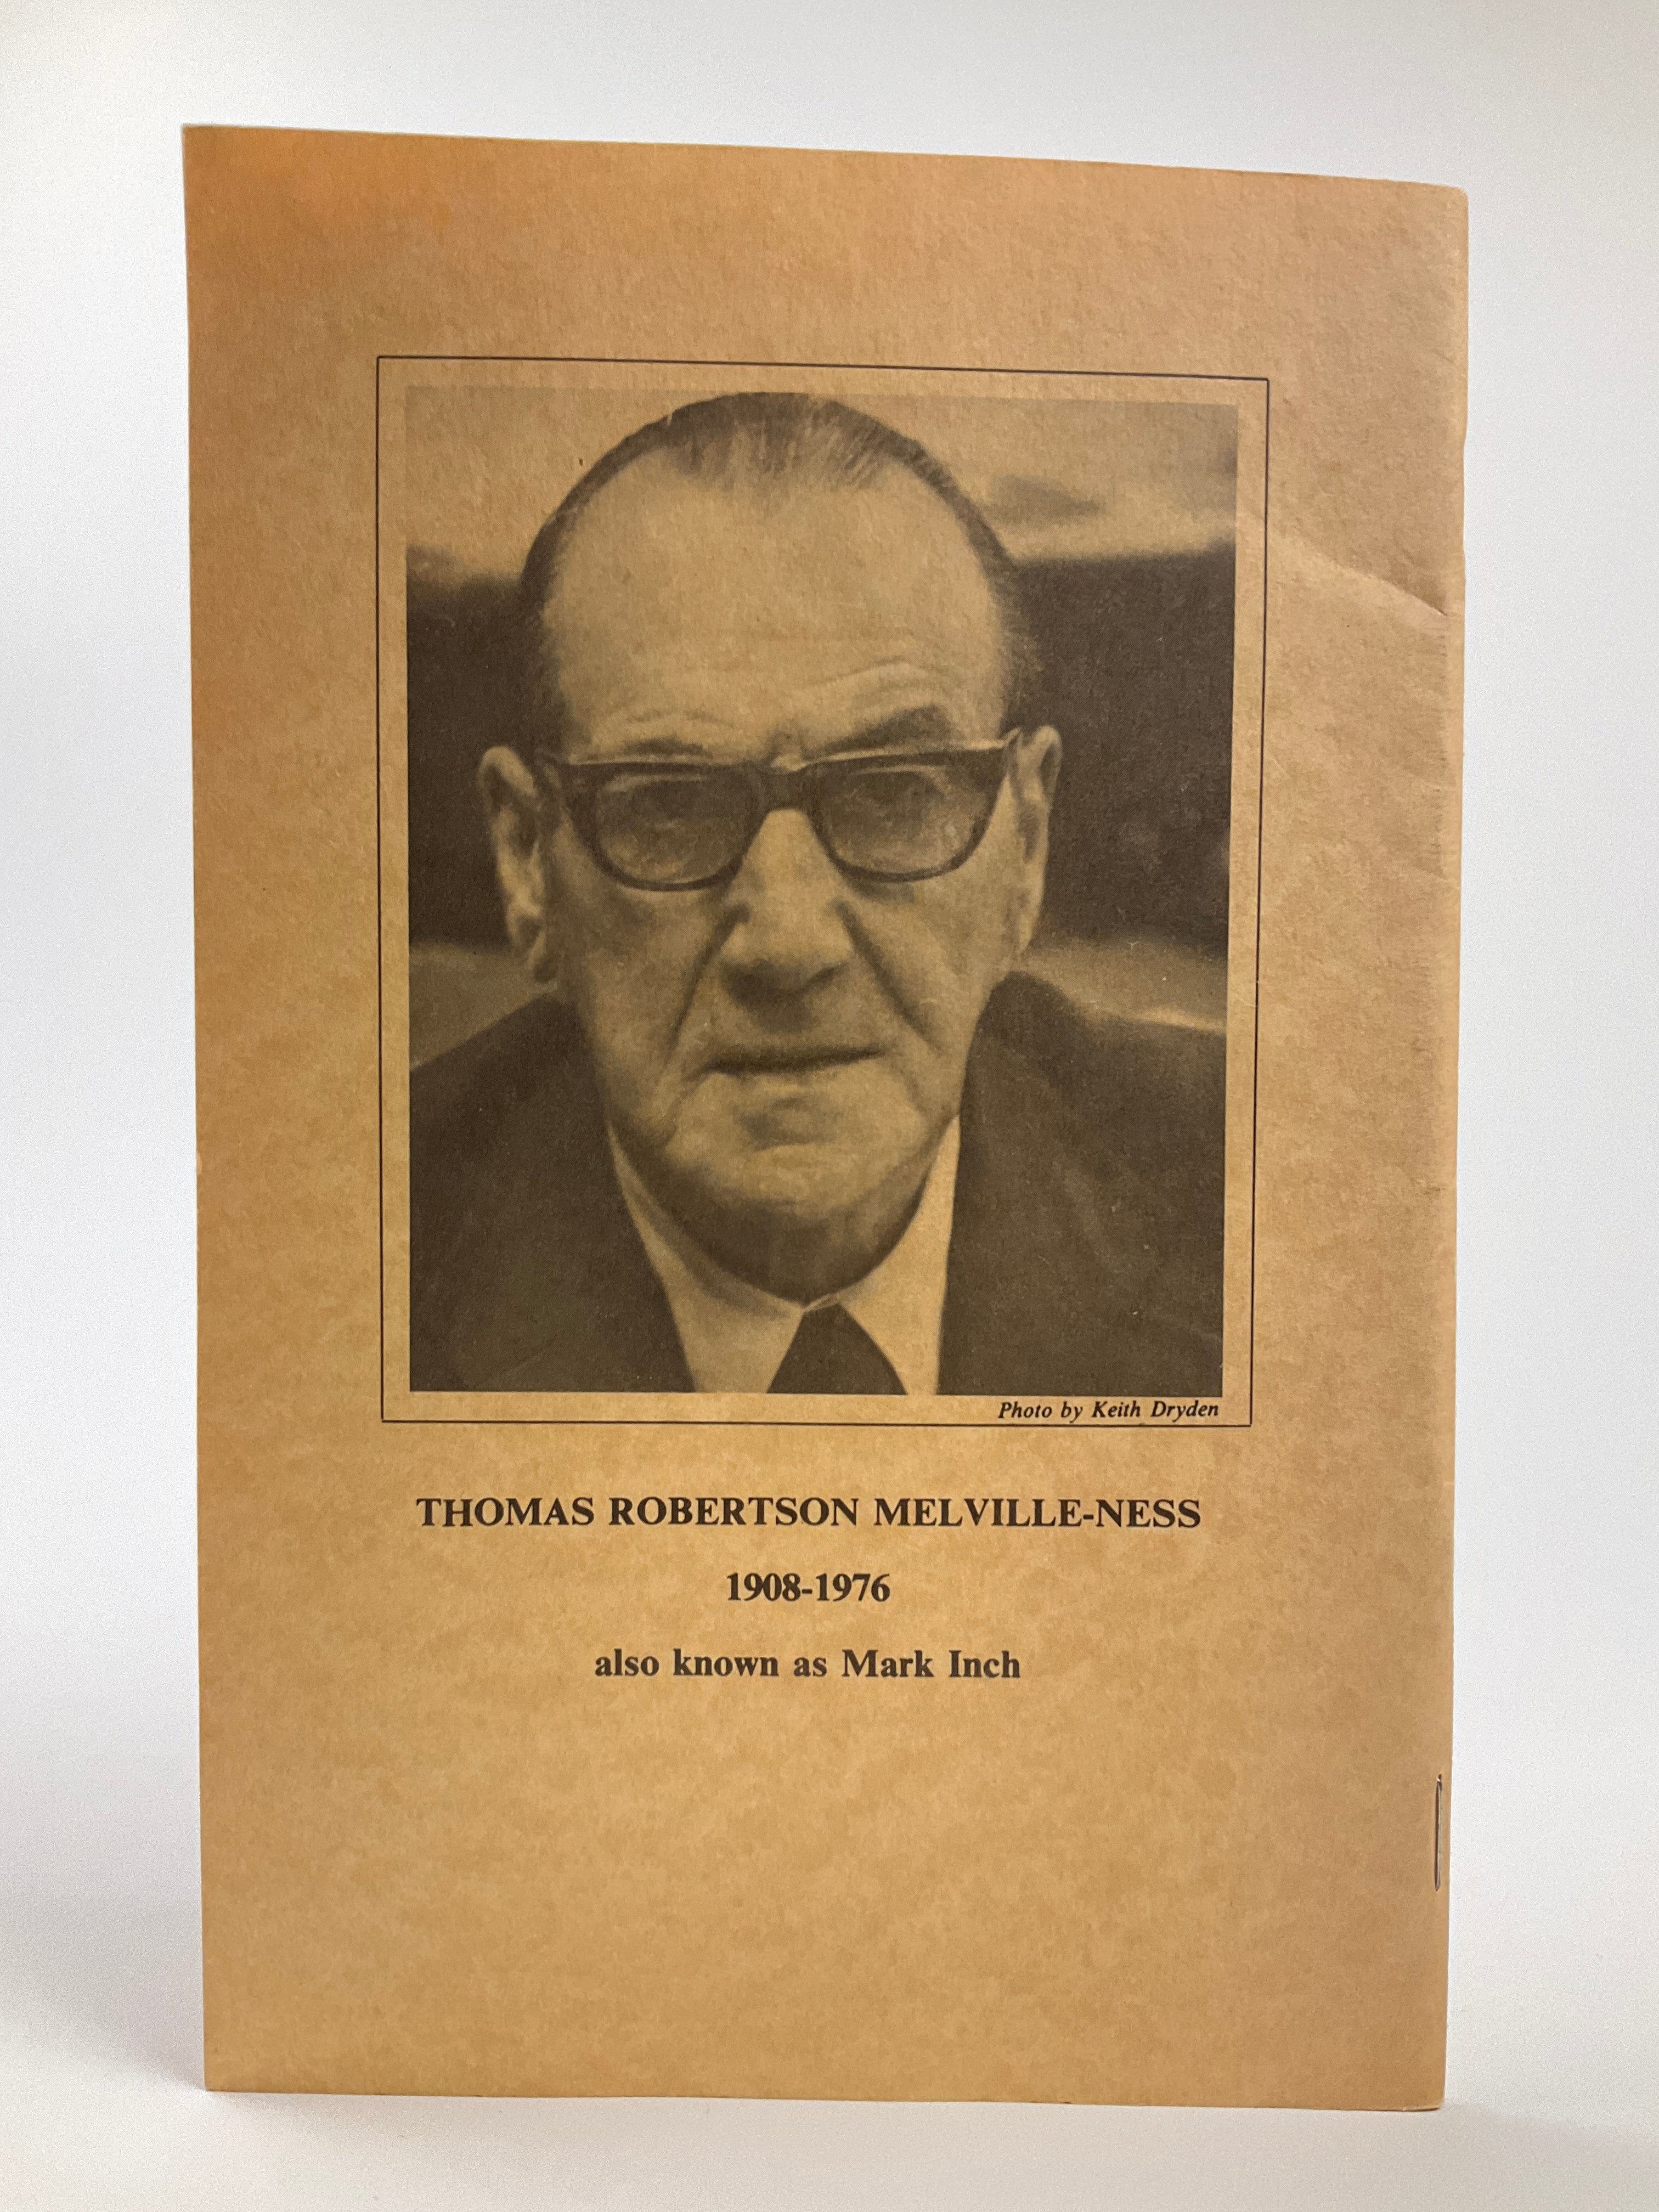 Photo by Keith Dryden
THOMAS ROBERTSON MELVILLE-NESS
1908-1976
also known as Mark Inch